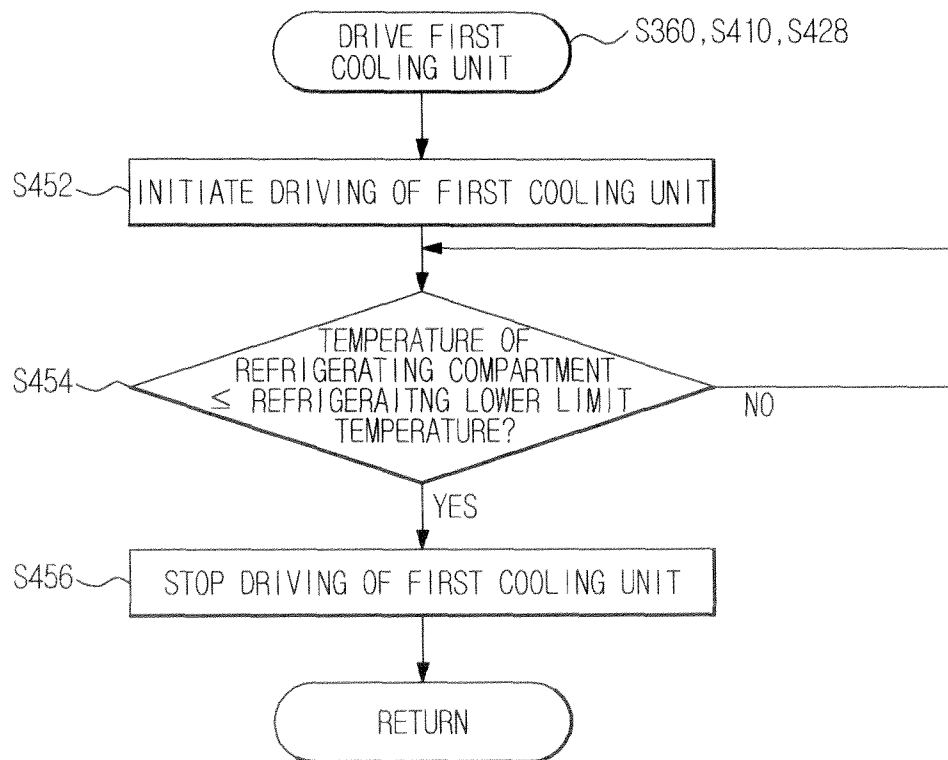 DRIVE FIRST
COOLING UNIT
S360,S410,S428
S452
INITIATE DRIVING OF FIRST COOLING UNIT
TEMPERATURE OF
REFRIGERATING COMPARTMENT
≤ REFRIGERAITNG LOWER LIMIT
TEMPERATURE?
S454
NO
YES
S456
STOP DRIVING OF FIRST COOLING UNIT
RETURN